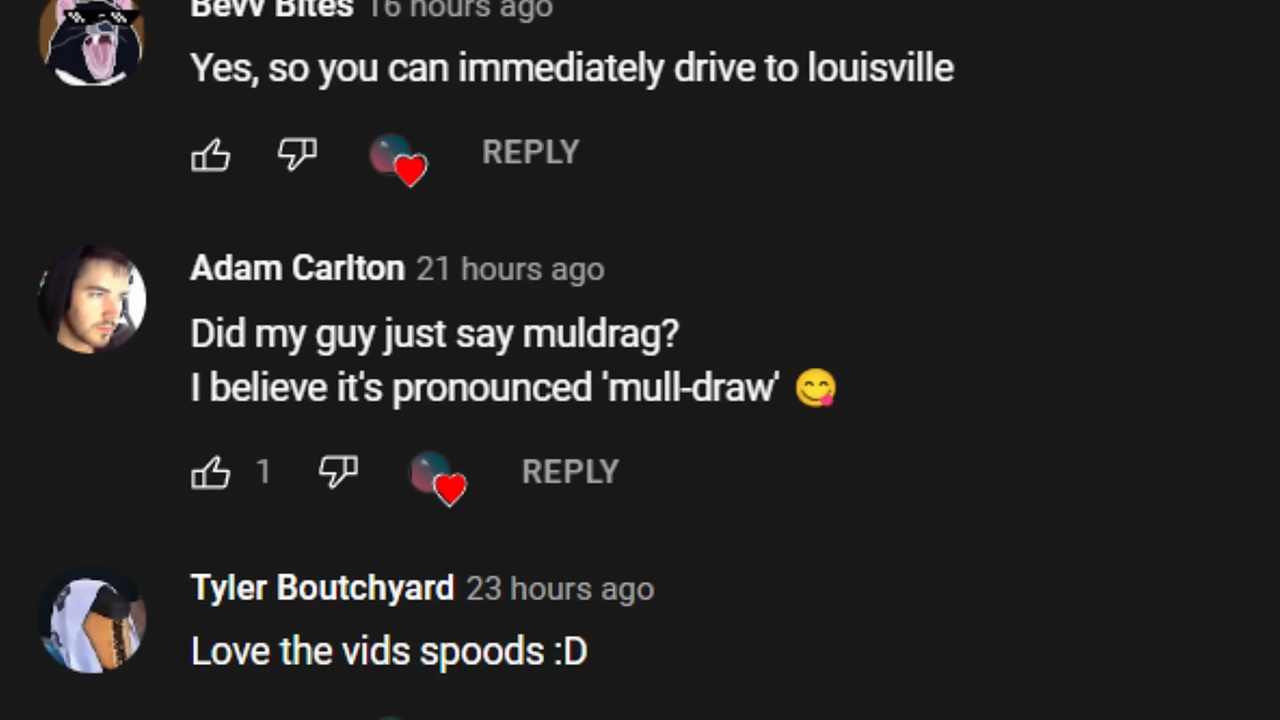 Bevv Bites 16 hours ago
Yes, so you can immediately drive to louisville
REPLY
Adam Carlton 21 hours ago
Did my guy just say muldrag?
I believe it's pronounced 'mull-draw' 😋
1 REPLY
Tyler Boutchyard 23 hours ago
Love the vids spoods :D